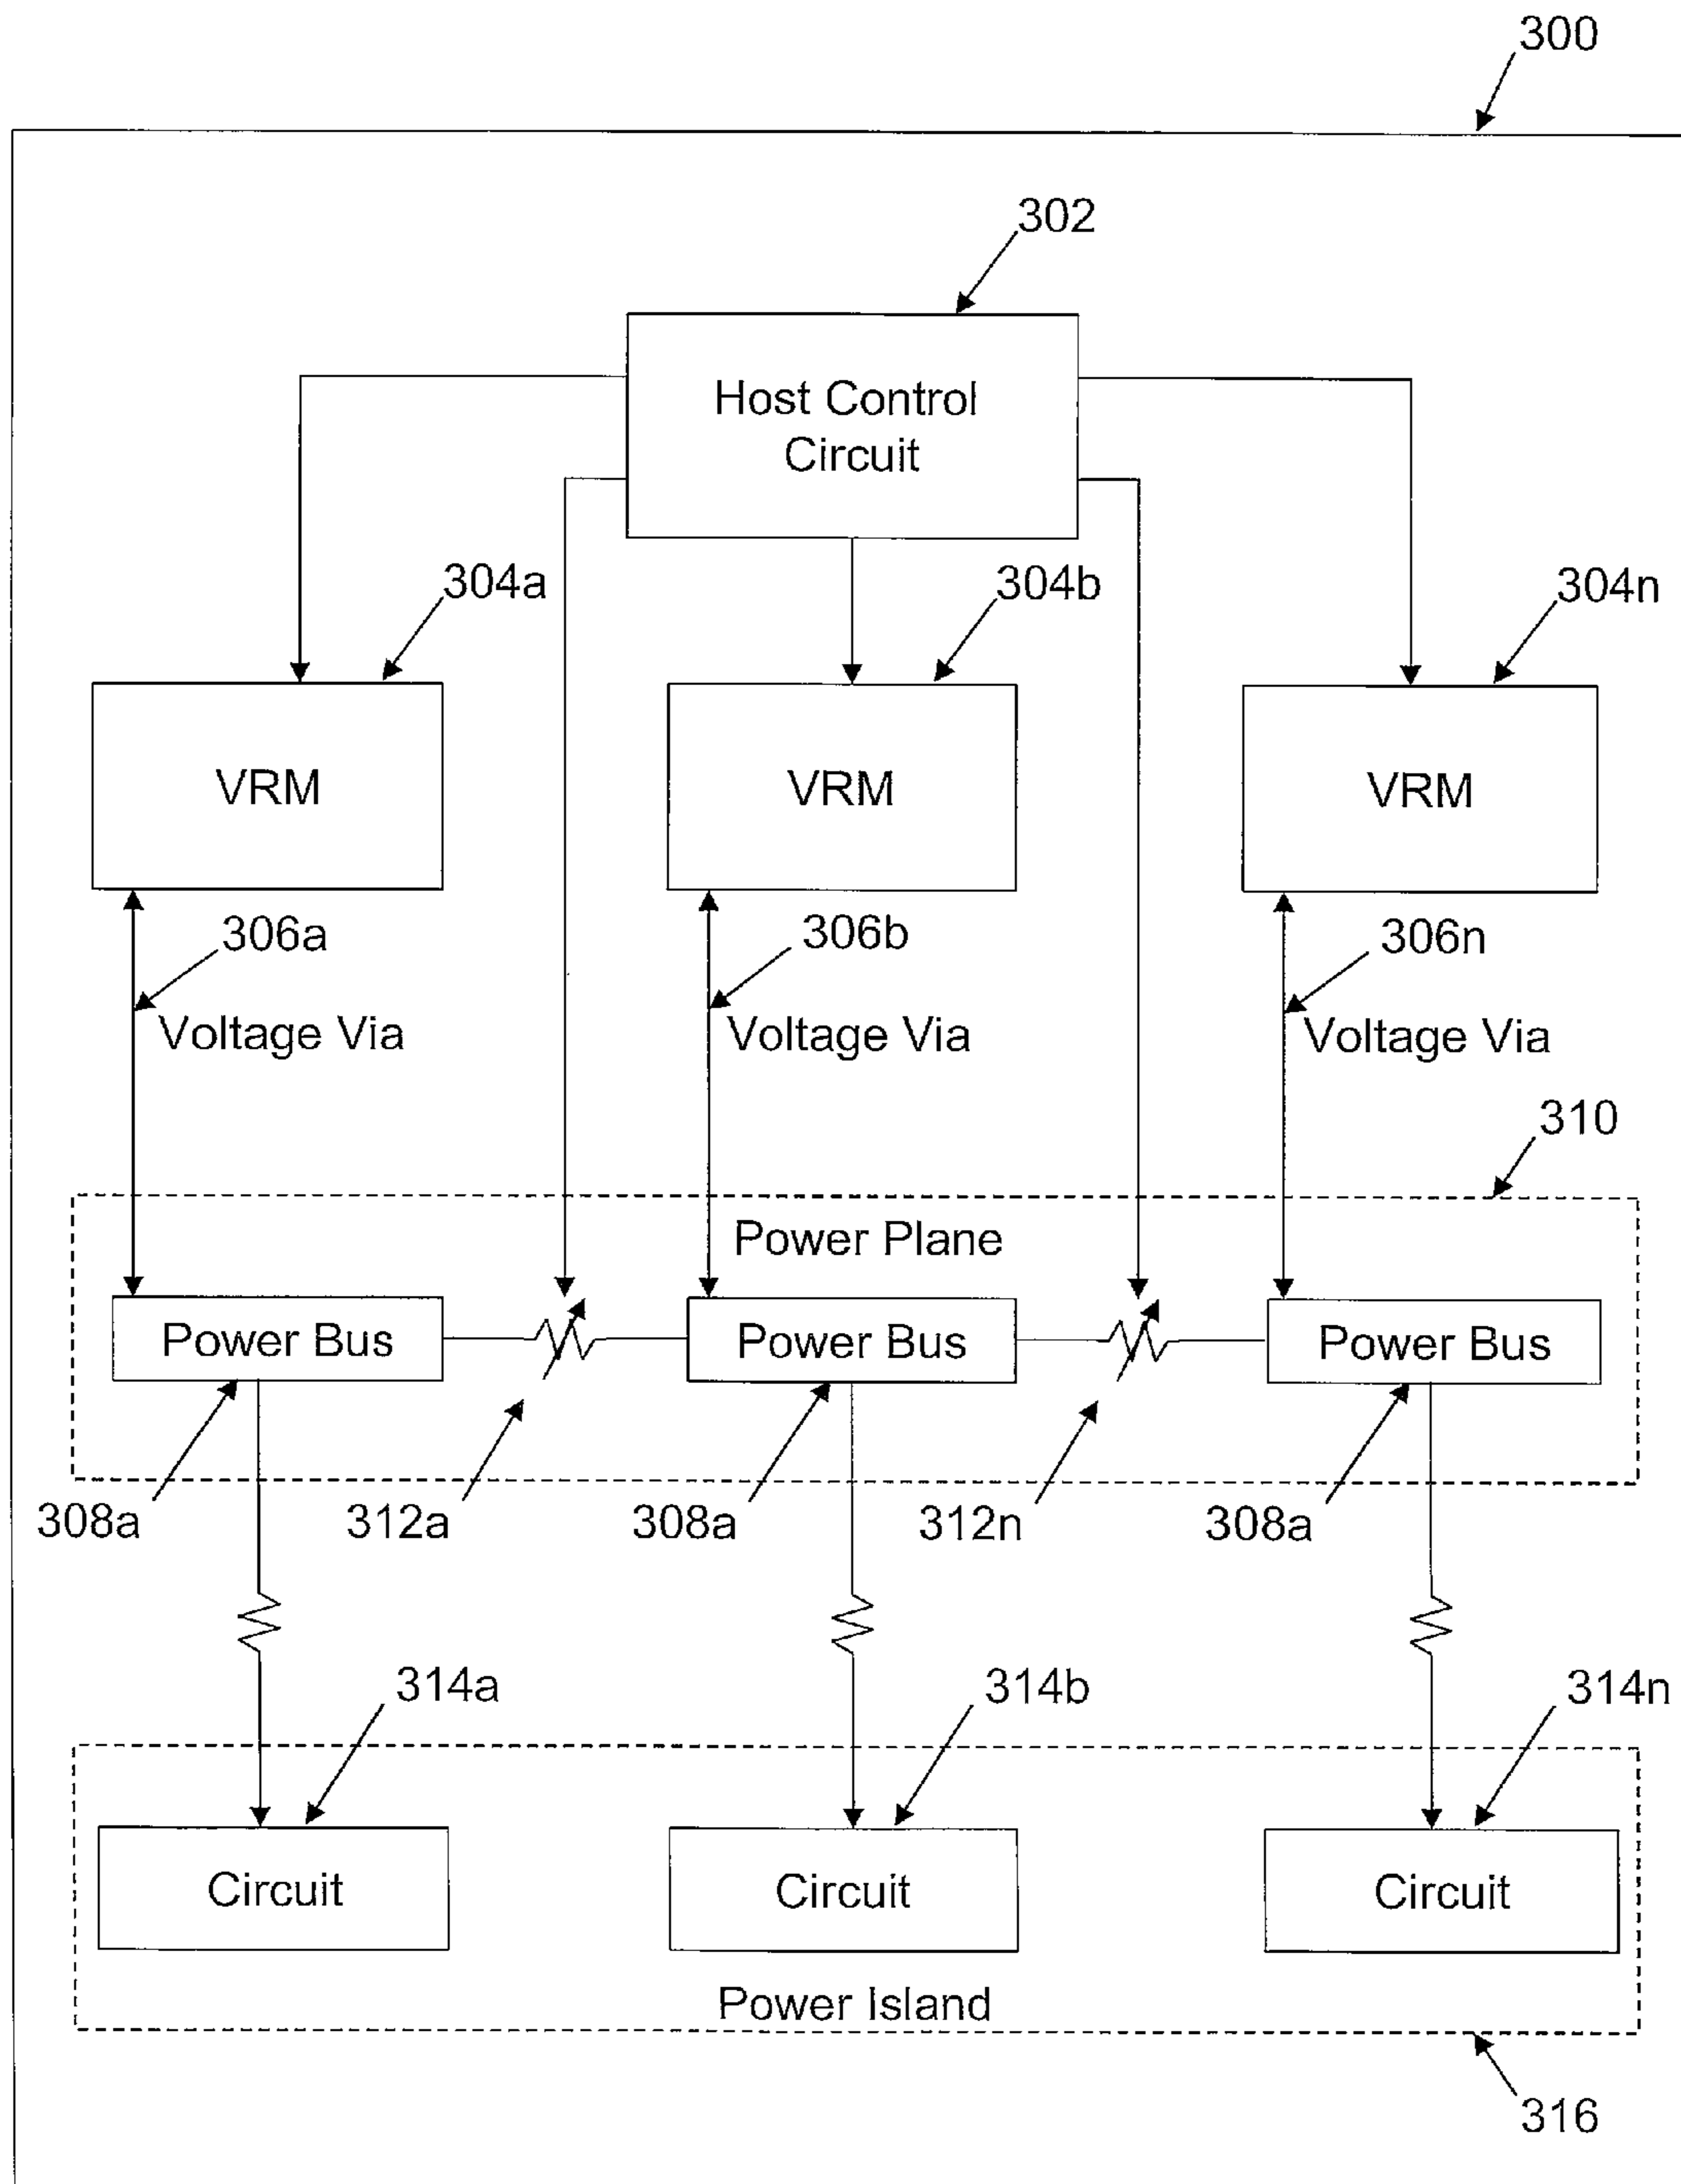 300
302
Host Control
Circuit
304a
304b
304n
VRM
VRM
VRM
306a
306b
306n
Voltage Via
Voltage Via
Voltage Via
310
Power Plane
Power Bus
Power Bus
Power Bus
308a
312a
308a
312n
308a
314a
314b
314n
Circuit
Circuit
Circuit
Power Island
316